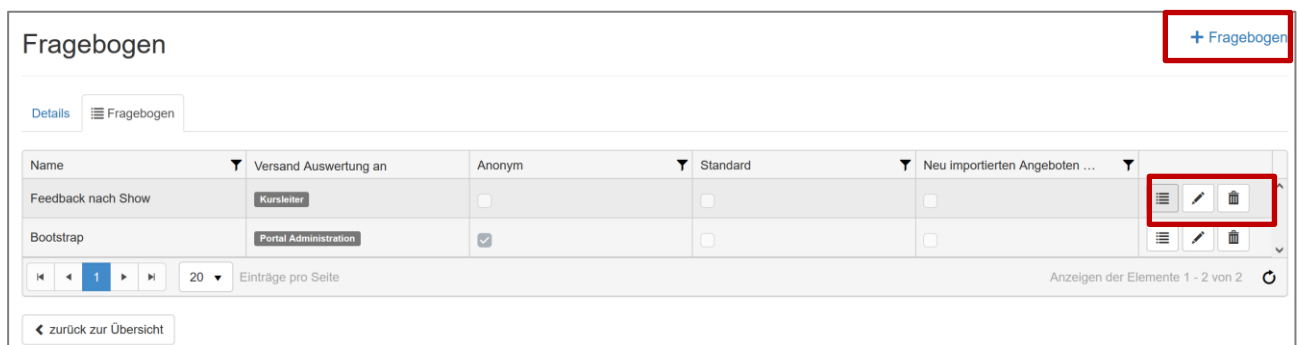 Fragebogen
+ Fragebogen
Details Fragebogen
Name Versand Auswertung an Anonym Standard Neu importierten Angeboten ...
Feedback nach Show Kursleiter
Bootstrap Portal Administration
1 20 Einträge pro Seite Anzeigen der Elemente 1 - 2 von 2
zurück zur Übersicht